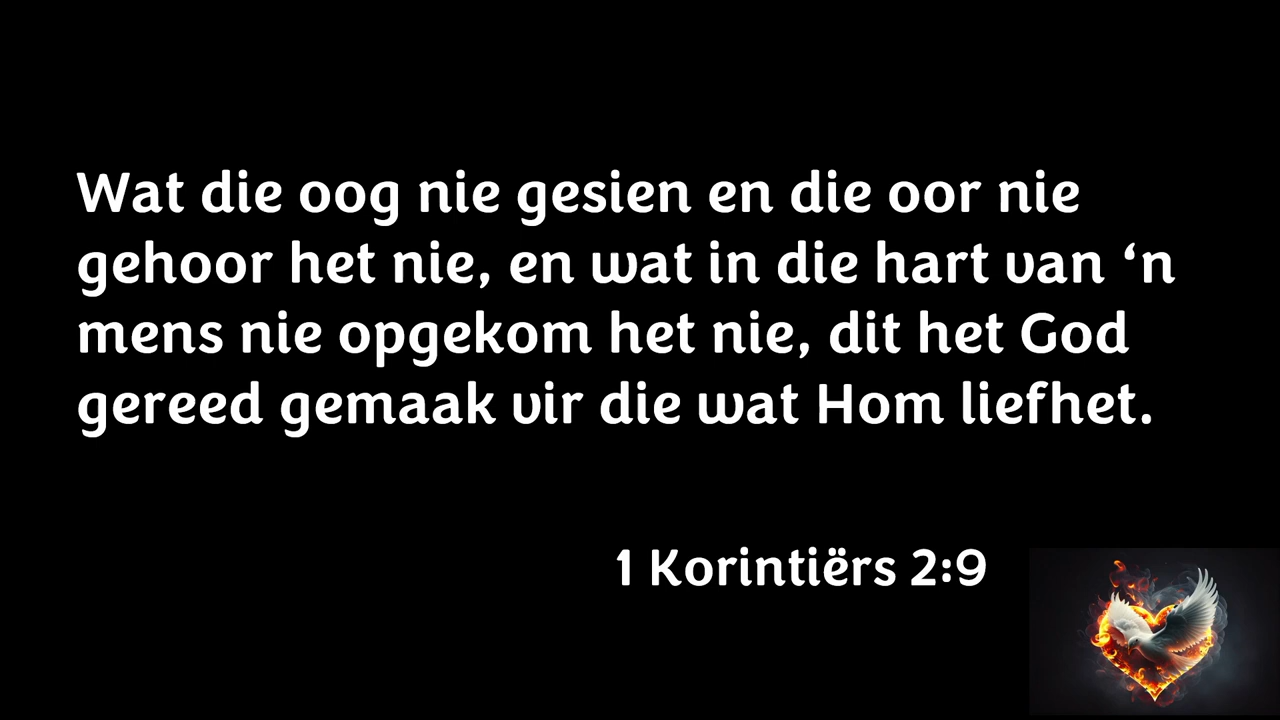 Wat die oog nie gesien en die oor nie
gehoor het nie, en wat in die hart van ‘n
mens nie opgekom het nie, dit het God
gereed gemaak vir die wat Hom liefhet.
1 Korintiërs 2:9